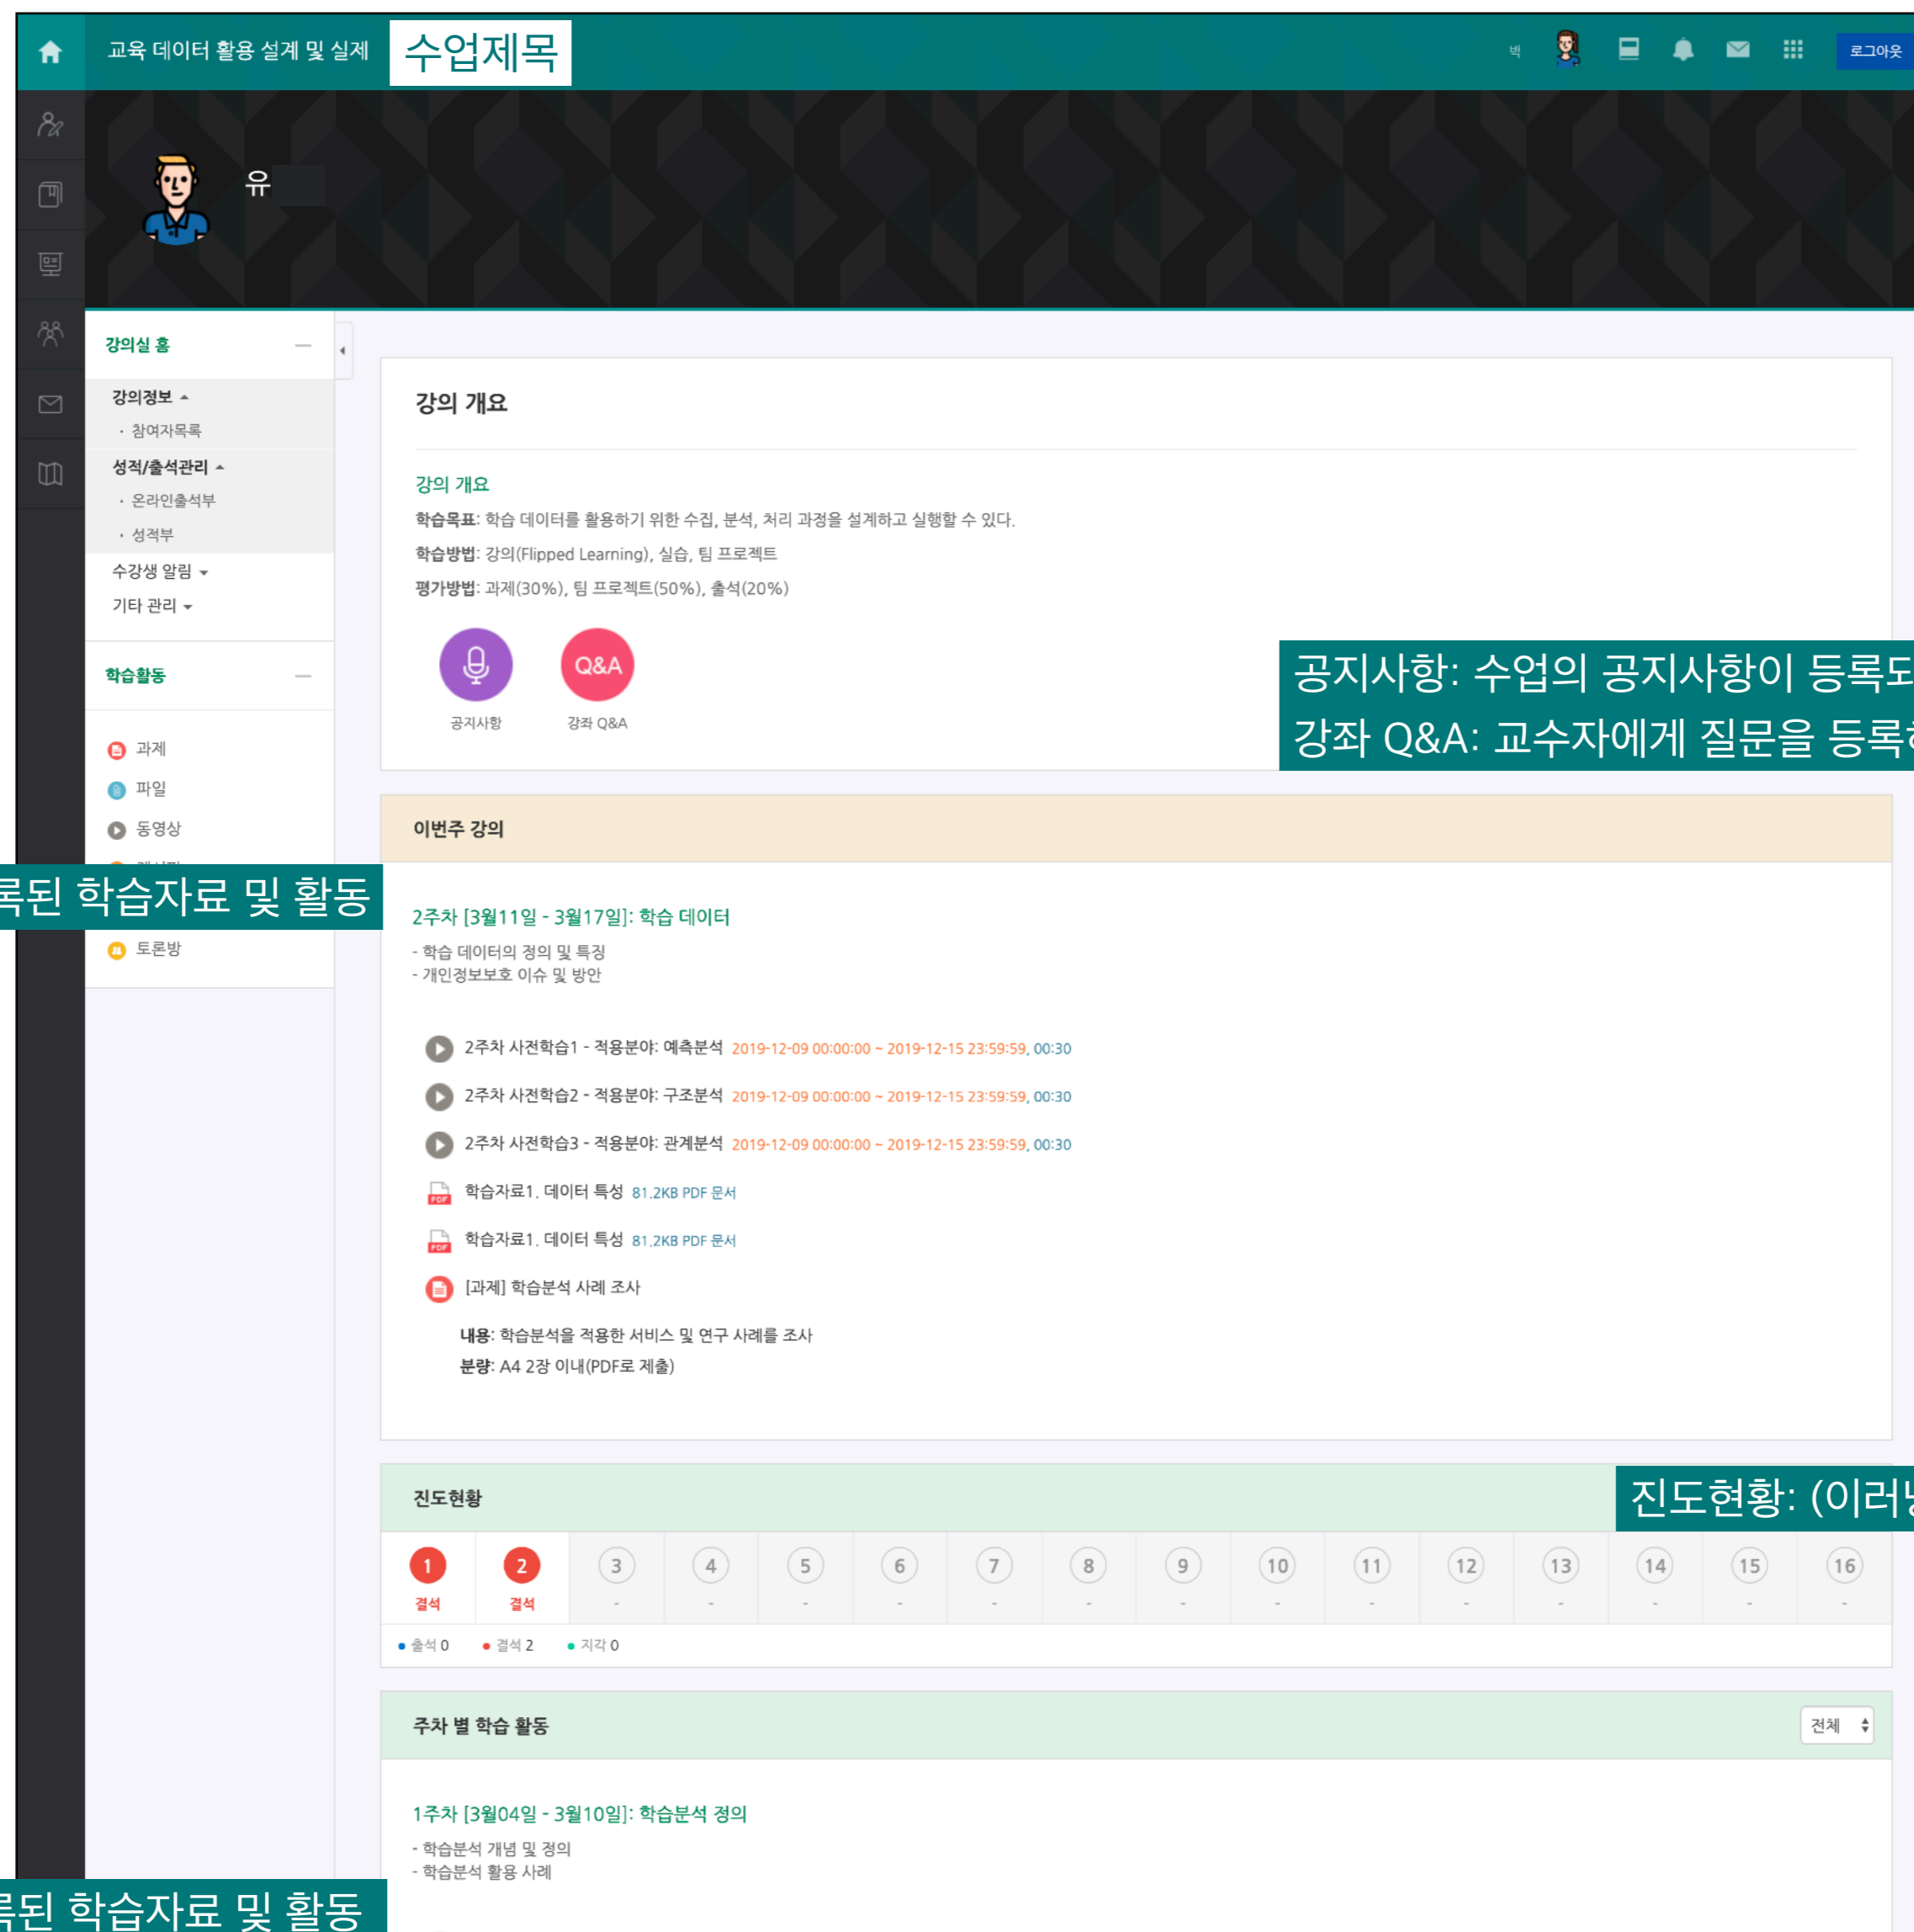 교육 데이터 활용 설계 및 실제
수업제목
벅
로그아웃
유
강의실 홈
강의정보
참여자목록
성적/출석관리
온라인출석부
성적부
수강생 알림
기타 관리
학습활동
과제
파일
동영상
록된 학습자료 및 활동
토론방
강의 개요
강의 개요
학습목표: 학습 데이터를 활용하기 위한 수집, 분석, 처리 과정을 설계하고 실행할 수 있다.
학습방법: 강의(Flipped Learning), 실습, 팀 프로젝트
평가방법: 과제(30%), 팀 프로젝트(50%), 출석(20%)
Q&A
공지사항
강좌 Q&A
공지사항: 수업의 공지사항이 등록되
강좌 Q&A: 교수자에게 질문을 등록
이번주 강의
2주차 [3월11일 - 3월17일]: 학습 데이터
- 학습 데이터의 정의 및 특징
- 개인정보보호 이슈 및 방안
2주차 사전학습1 - 적용분야: 예측분석 2019-12-09 00:00:00 ~ 2019-12-15 23:59:59, 00:30
2주차 사전학습2 - 적용분야: 구조분석 2019-12-09 00:00:00 ~ 2019-12-15 23:59:59, 00:30
2주차 사전학습3 - 적용분야: 관계분석 2019-12-09 00:00:00 ~ 2019-12-15 23:59:59, 00:30
PDF 학습자료1. 데이터 특성 81.2KB PDF 문서
PDF 학습자료1. 데이터 특성 81.2KB PDF 문서
[과제] 학습분석 사례 조사
내용: 학습분석을 적용한 서비스 및 연구 사례를 조사
분량: A4 2장 이내(PDF로 제출)
진도현황
진도현황: (이러
1 2 3 4 5 6 7 8 9 10 11 12 13 14 15 16
결석 결석 - - - - - - - - - - - - - -
출석 0 결석 2 지각 0
주차 별 학습 활동
전체
1주차 [3월04일 - 3월10일]: 학습분석 정의
- 학습분석 개념 및 정의
- 학습분석 활용 사례
록된 학습자료 및 활동